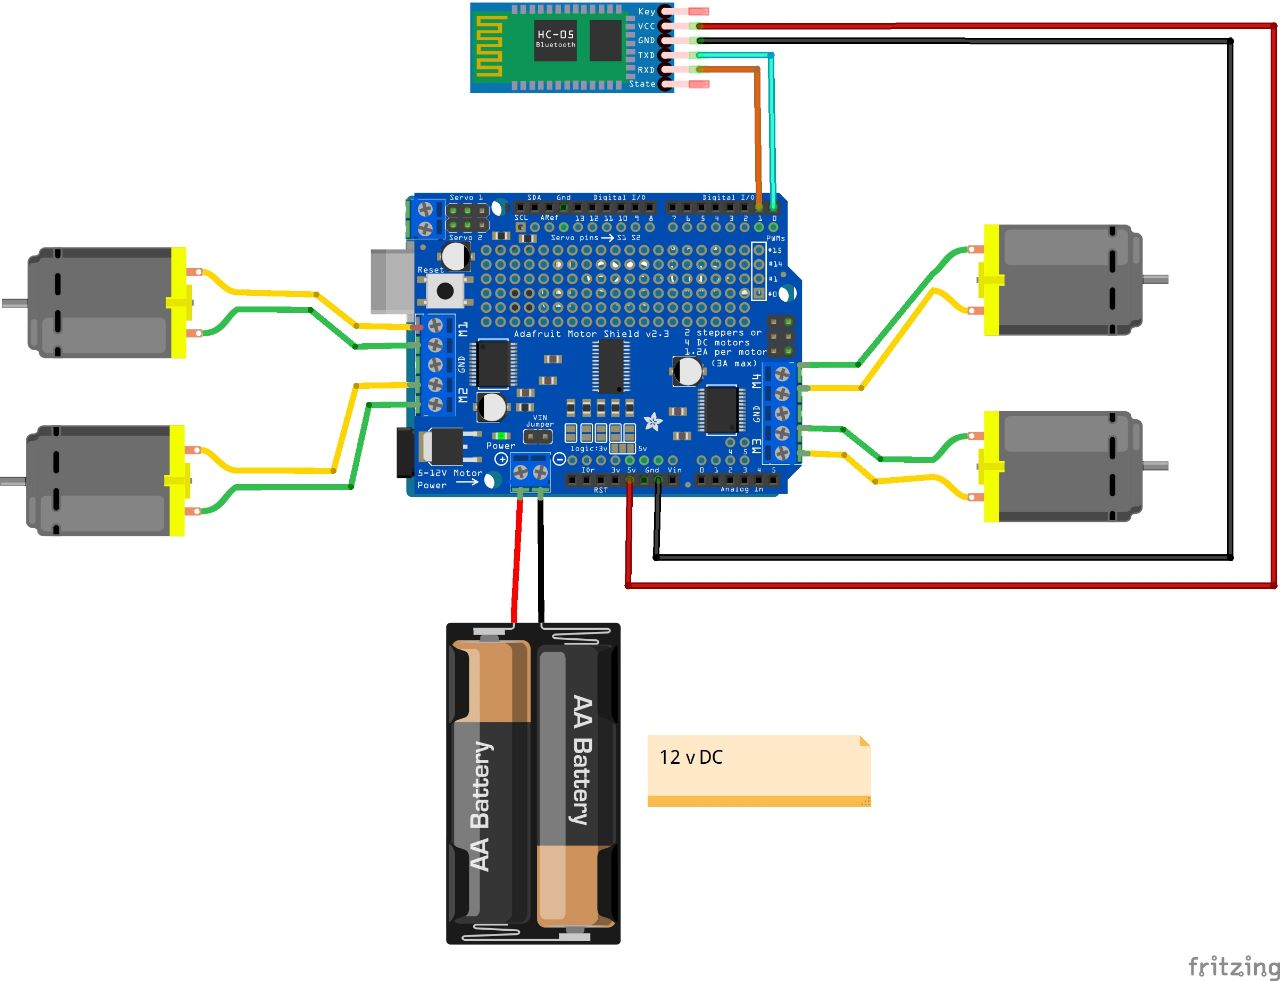 Key
VCC
GND
TXD
RXD
State
HC-05
Bluetooth
Servo 1
SDA
Gnd
Digital I/O
Digital I/O
SCL
ARef
13 12 11 10 9 8
7 6 5 4 3 2 1 0
Servo 2
Servo pins
S1 S2
PWMs
#15
#14
#1
#0
Reset
Adafruit Motor Shield v2.3
2 steppers or
4 DC motors
1.2A per motor
(3A max)
M1
GND
M2
M4
GND
M3
VIN
Jumper
Power
logic:3v
5v
5-12V Motor
Power
IOr
3v
5v
Gnd
Vin
0 1 2 3 4 5
4 3
RST
Analog In
AA Battery
AA Battery
12 v DC
fritzing